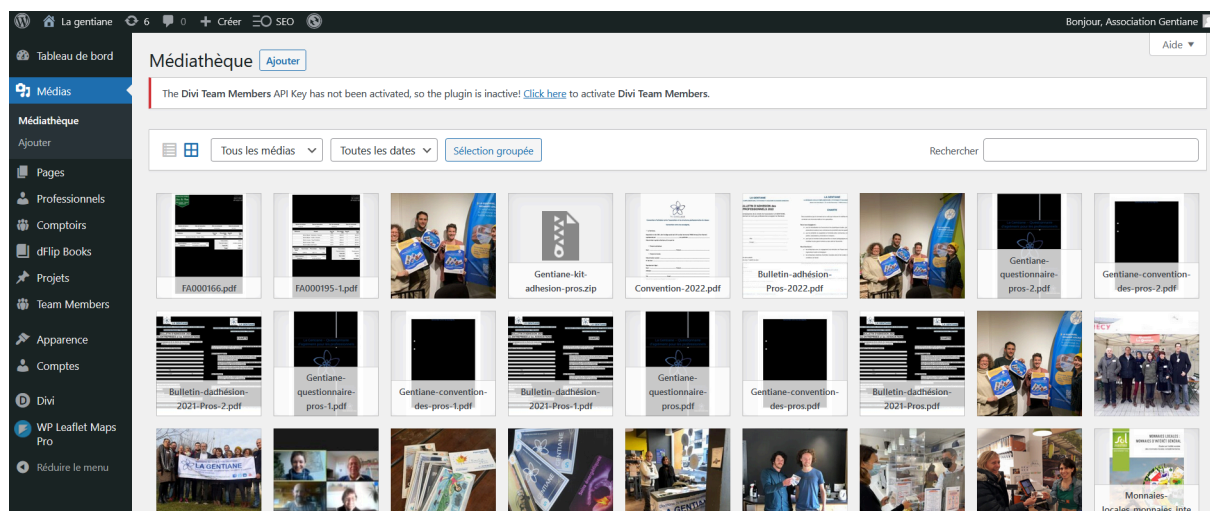 La gentiane 6 0 + Créer SEO
Bonjour, Association Gentiane
Tableau de bord
Médias
Médiathèque
Ajouter
Pages
Professionnels
Comptoirs
dFlip Books
Projets
Team Members
Apparence
Comptes
Divi
WP Leaflet Maps
Pro
Réduire le menu
Aide
Médiathèque Ajouter
The Divi Team Members API Key has not been activated, so the plugin is inactive! Click here to activate Divi Team Members.
Tous les médias Toutes les dates Sélection groupée Rechercher
FA000166.pdf
FA000195-1.pdf
Gentiane-kit-
adhesion-pros.zip
Convention-2022.pdf
Bulletin-adhésion-
Pros-2022.pdf
Gentiane-
questionnaire-
pros-2.pdf
Gentiane-convention-
des-pros-2.pdf
Bulletin-dadhésion-
2021-Pros-2.pdf
Gentiane-
questionnaire-
pros-1.pdf
Gentiane-convention-
des-pros-1.pdf
Bulletin-dadhésion-
2021-Pros-1.pdf
Gentiane-
questionnaire-
pros.pdf
Gentiane-convention-
des-pros.pdf
Bulletin-dadhésion-
2021-Pros.pdf
LA GENTIANE
MONNAIES LOCALES :
MONNAIES D'INTERET GENERAL
Monnaies-
locales_monnaies_inte